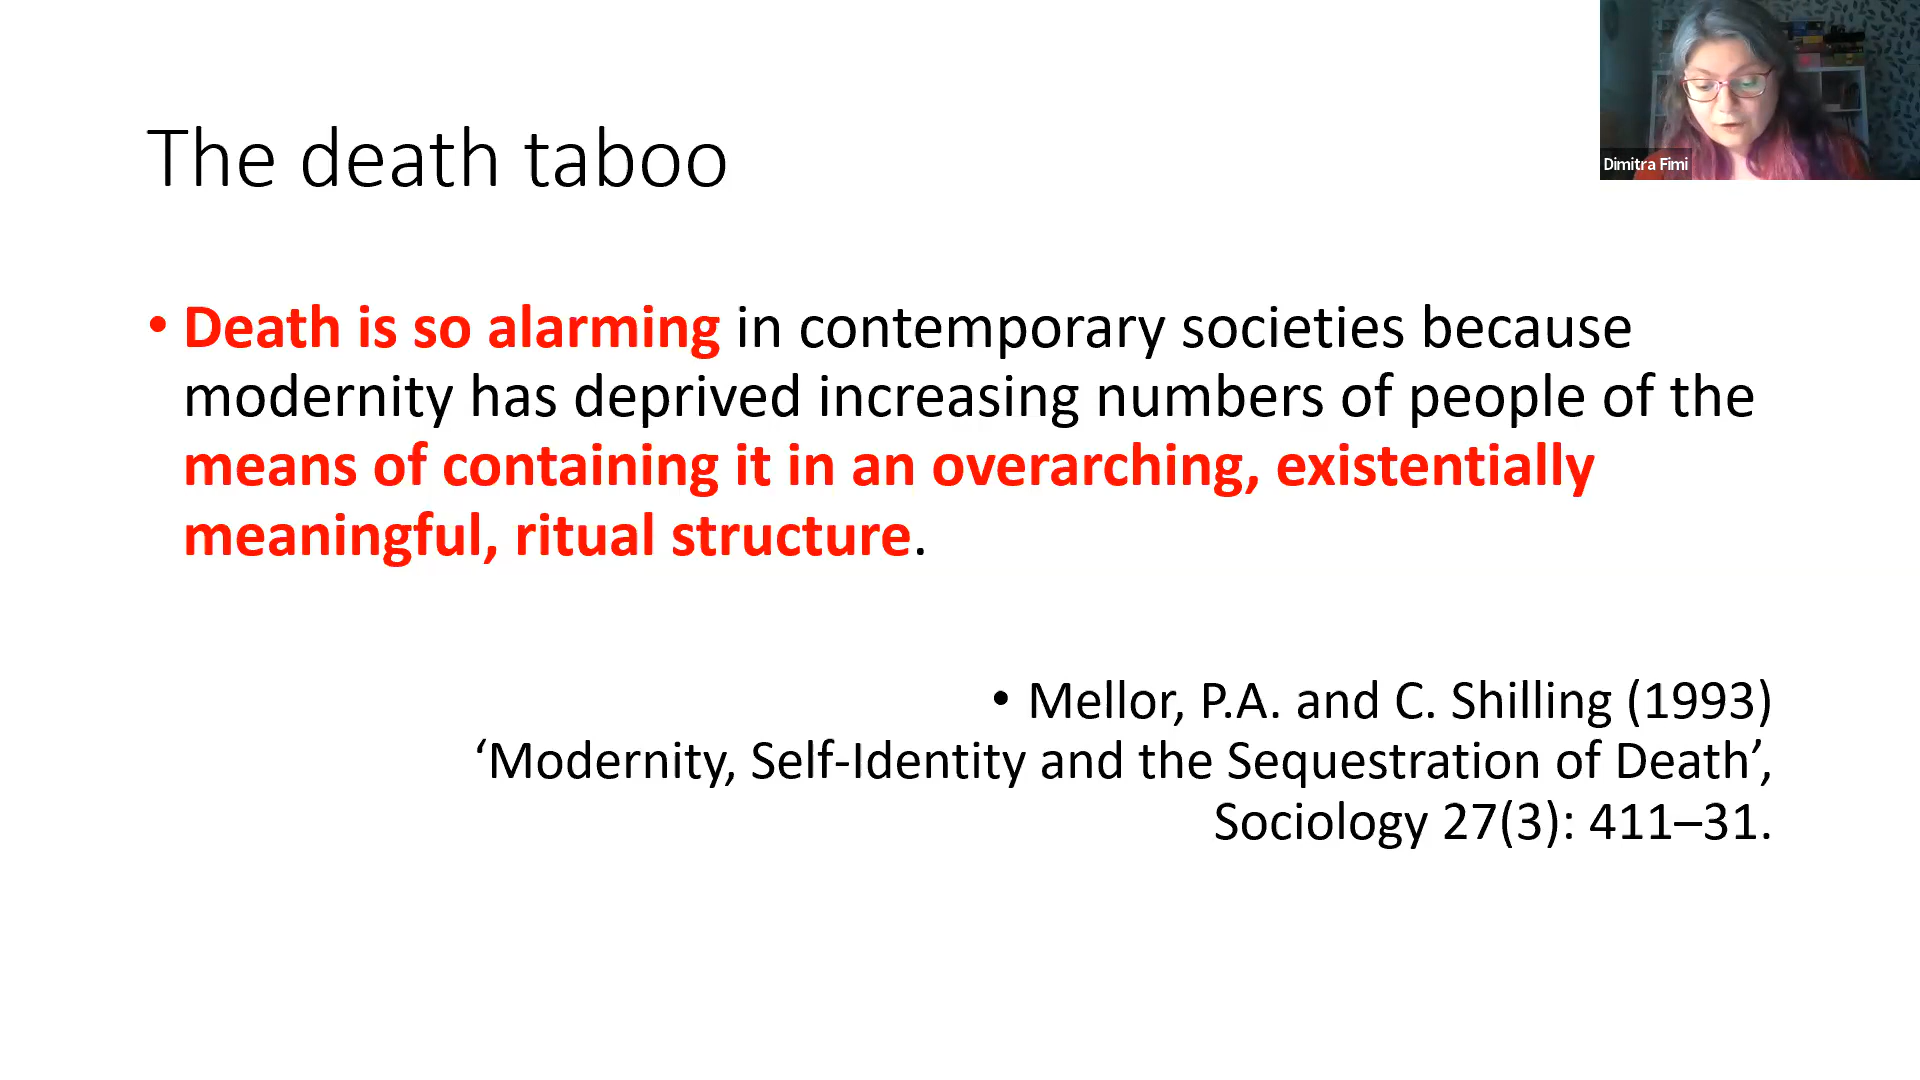 Dimitra Fimi
The death taboo
• Death is so alarming in contemporary societies because
modernity has deprived increasing numbers of people of the
means of containing it in an overarching, existentially
meaningful, ritual structure.
• Mellor, P.A. and C. Shilling (1993)
‘Modernity, Self-Identity and the Sequestration of Death’,
Sociology 27(3): 411–31.